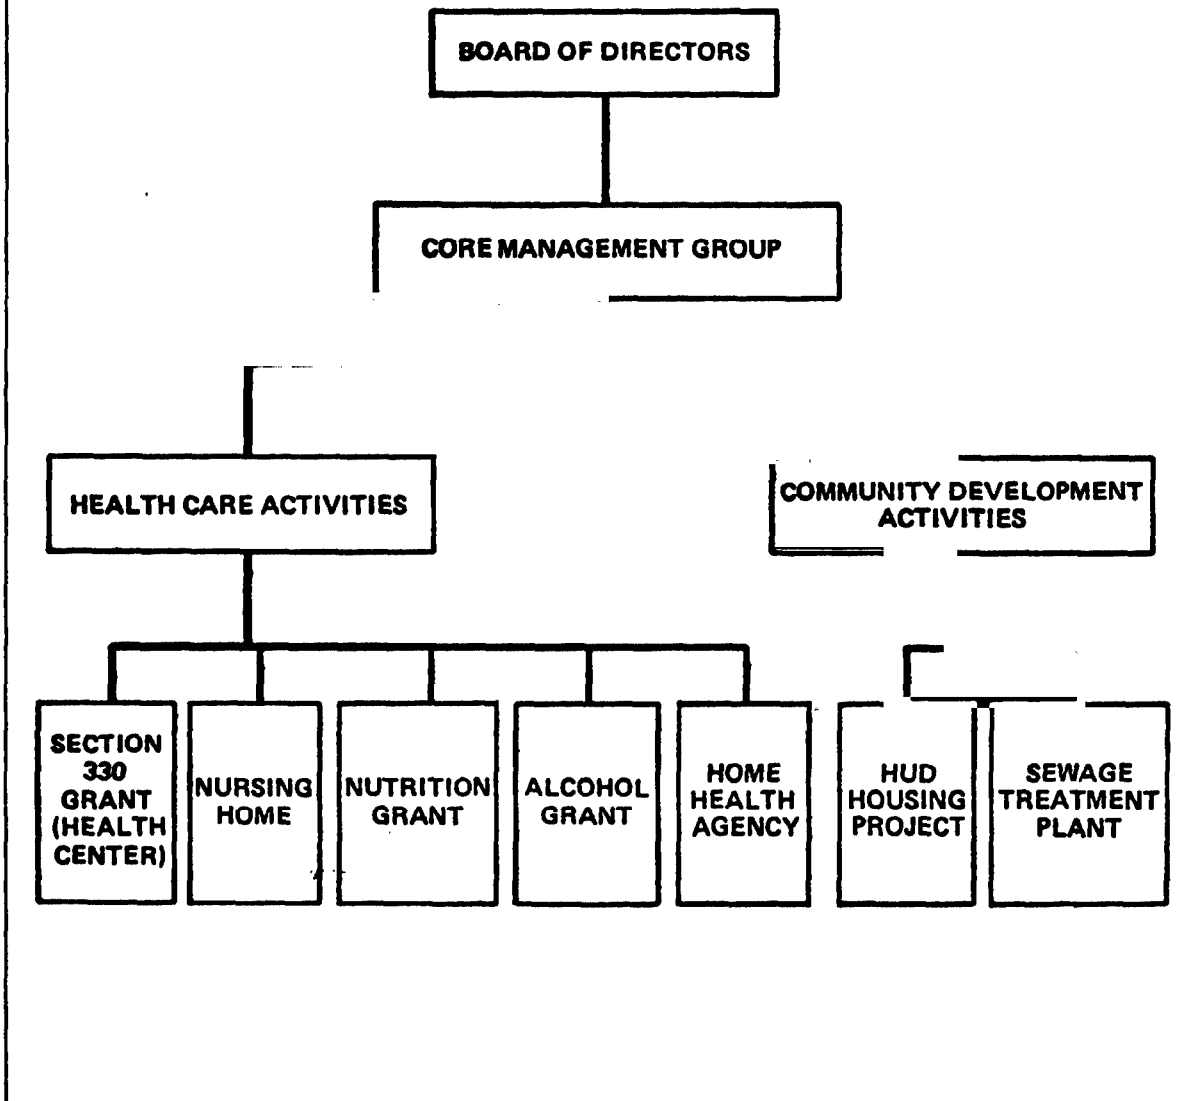 BOARD OF DIRECTORS
CORE MANAGEMENT GROUP
HEALTH CARE ACTIVITIES
COMMUNITY DEVELOPMENT
ACTIVITIES
SECTION
330
GRANT
(HEALTH
CENTER)
NURSING
HOME
NUTRITION
GRANT
ALCOHOL
GRANT
HOME
HEALTH
AGENCY
HUD
HOUSING
PROJECT
SEWAGE
TREATMENT
PLANT